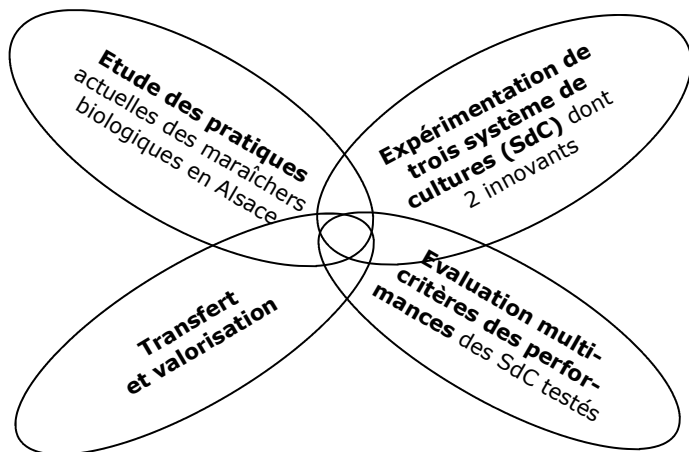 Etude des pratiques
actuelles des maraîchers
biologiques en Alsace
Expérimentation de
trois système de
cultures (SdC) dont
2 innovants
Transfert
et valorisation
Evaluation multi-
critères des perfor-
mances des SdC testés